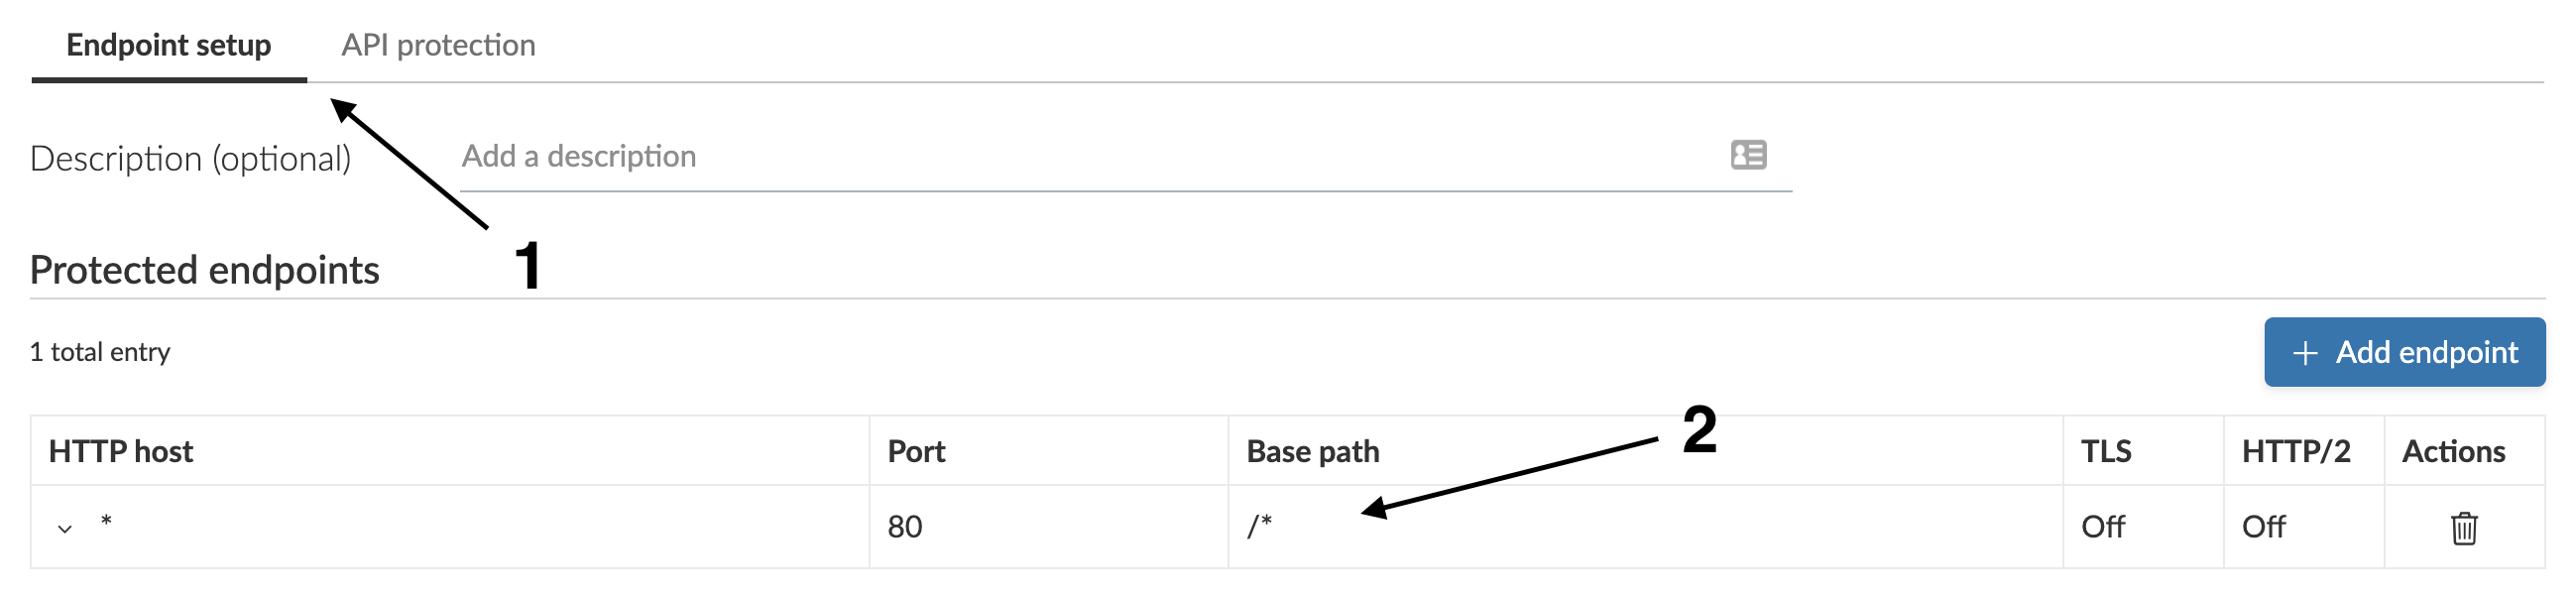 Endpoint setup API protection
Description (optional) Add a description
1
Protected endpoints
1 total entry + Add endpoint
2
HTTP host Port Base path TLS HTTP/2 Actions
* 80 /* Off Off